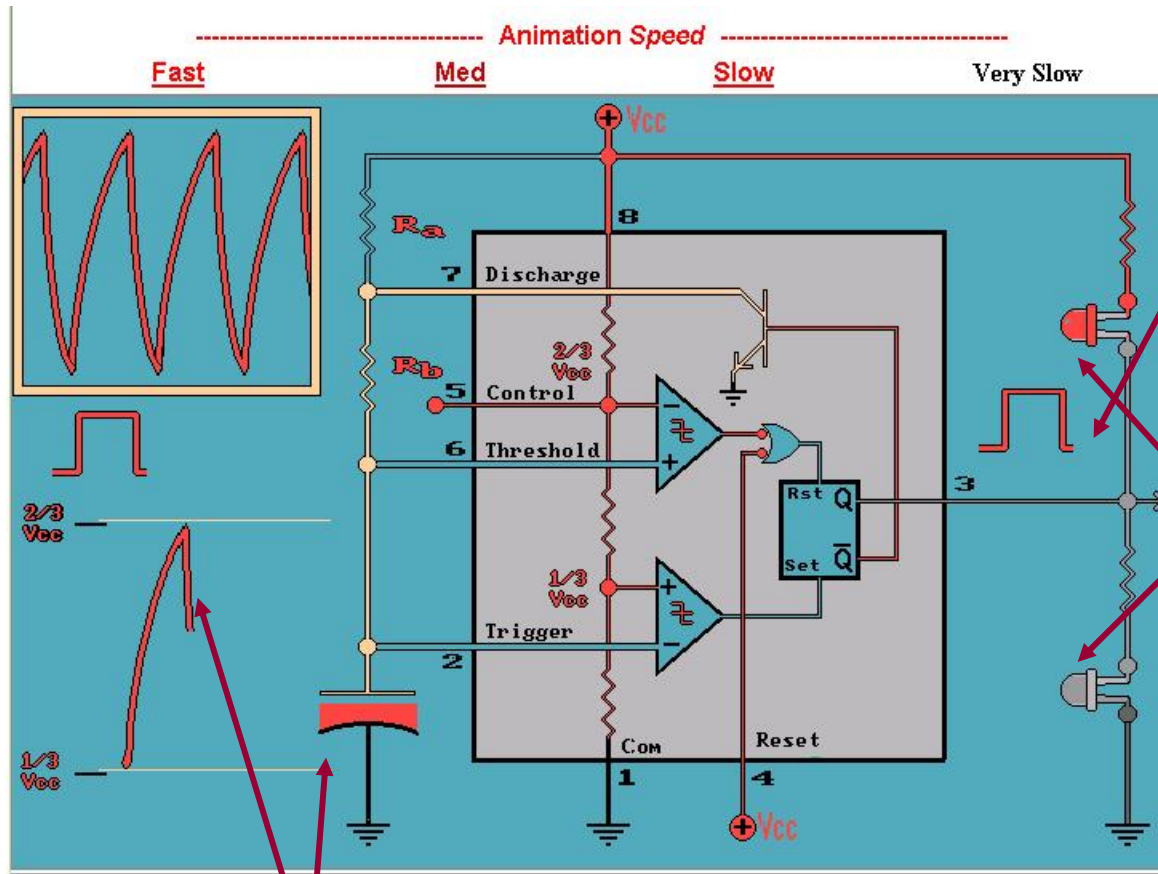 Animation Speed
Fast Med Slow Very Slow
Vcc
8
Ra
7 Discharge
2/3
Vcc
Rb
5 Control
-
6 Threshold
+
3
Rst Q
2/3
Vcc
Q̅
Set
1/3
Vcc
+
Trigger
-
2
1/3
Vcc
Com Reset
1 4
+Vcc